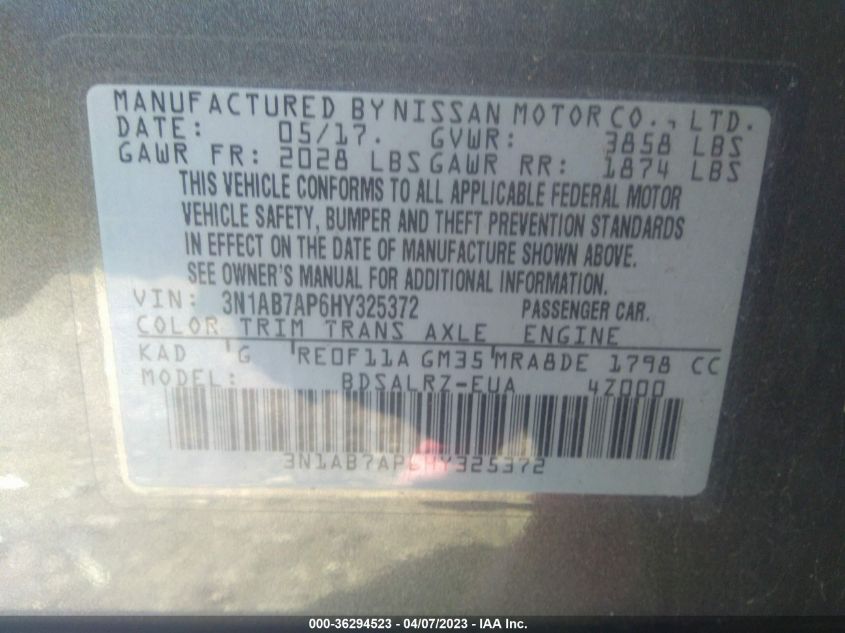 MANUFACTURED BY NISSAN MOTOR CO., LTD.
DATE: 05/17. GVWR: 3858 LBS
GAWR FR: 2028 LBS GAWR RR: 1874 LBS
THIS VEHICLE CONFORMS TO ALL APPLICABLE FEDERAL MOTOR
VEHICLE SAFETY, BUMPER AND THEFT PREVENTION STANDARDS
IN EFFECT ON THE DATE OF MANUFACTURE SHOWN ABOVE.
SEE OWNER'S MANUAL FOR ADDITIONAL INFORMATION.
VIN: 3N1AB7AP6HY325372 PASSENGER CAR.
COLOR TRIM TRANS AXLE ENGINE
KAD G RE0F11A GM35 MRA8DE 1798 CC
MODEL: BDSALRZ-EUA 4Z000
3N1AB7AP6HY325372
000-36294523 - 04/07/2023 - IAA Inc.